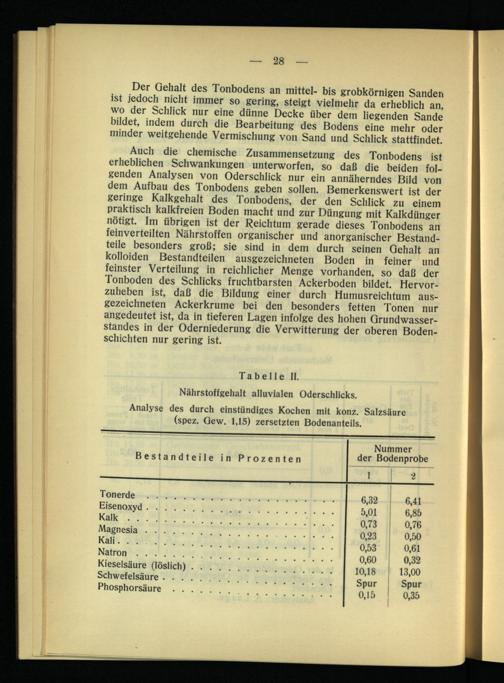 — 28 —
Der Gehalt des Tonbodens an mittel- bis grobkörnigen Sanden
ist jedoch nicht immer so gering, steigt vielmehr da erheblich an,
wo der Schlick nur eine dünne Decke über dem liegenden Sande
bildet, indem durch die Bearbeitung des Bodens eine mehr oder
minder weitgehende Vermischung von Sand und Schlick stattfindet.
Auch die chemische Zusammensetzung des Tonbodens ist
erheblichen Schwankungen unterworfen, so daß die beiden fol-
genden Analysen von Oderschlick nur ein annäherndes Bild von
dem Aufbau des Tonbodens geben sollen. Bemerkenswert ist der
geringe Kalkgehalt des Tonbodens, der den Schlick zu einem
praktisch kalkfreien Boden macht und zur Düngung mit Kalkdünger
nötigt. Im übrigen ist der Reichtum gerade dieses Tonbodens an
feinverteilten Nährstoffen organischer und anorganischer Bestand-
teile besonders groß; sie sind in dem durch seinen Gehalt an
kolloiden Bestandteilen ausgezeichneten Boden in feiner und
feinster Verteilung in reichlicher Menge vorhanden, so daß der
Tonboden des Schlicks fruchtbarsten Ackerboden bildet. Hervor-
zuheben ist, daß die Bildung einer durch Humusreichtum aus-
gezeichneten Ackerkrume bei den besonders fetten Tonen nur
angedeutet ist, da in tieferen Lagen infolge des hohen Grundwasser-
standes in der Oderniederung die Verwitterung der oberen Boden-
schichten nur gering ist.
Tabelle II.
Nährstoffgehalt alluvialen Oderschlicks.
Analyse des durch einstündiges Kochen mit konz. Salzsäure
(spez. Gew. 1,15) zersetzten Bodenanteils.
Bestandteile in Prozenten
Nummer
der Bodenprobe
1 2
Tonerde . . . . . . . . . . . . . . . . 6,32 6,41
Eisenoxyd . . . . . . . . . . . . . . . . 5,01 6,85
Kalk . . . . . . . . . . . . . . . . 0,73 0,76
Magnesia . . . . . . . . . . . . . . . . 0,23 0,50
Kali . . . . . . . . . . . . . . . . 0,53 0,61
Natron . . . . . . . . . . . . . . . . 0,60 0,32
Kieselsäure (löslich) . . . . . . . . . . . . 10,18 13,00
Schwefelsäure . . . . . . . . . . . . . . Spur Spur
Phosphorsäure . . . . . . . . . . . . . . 0,15 0,35